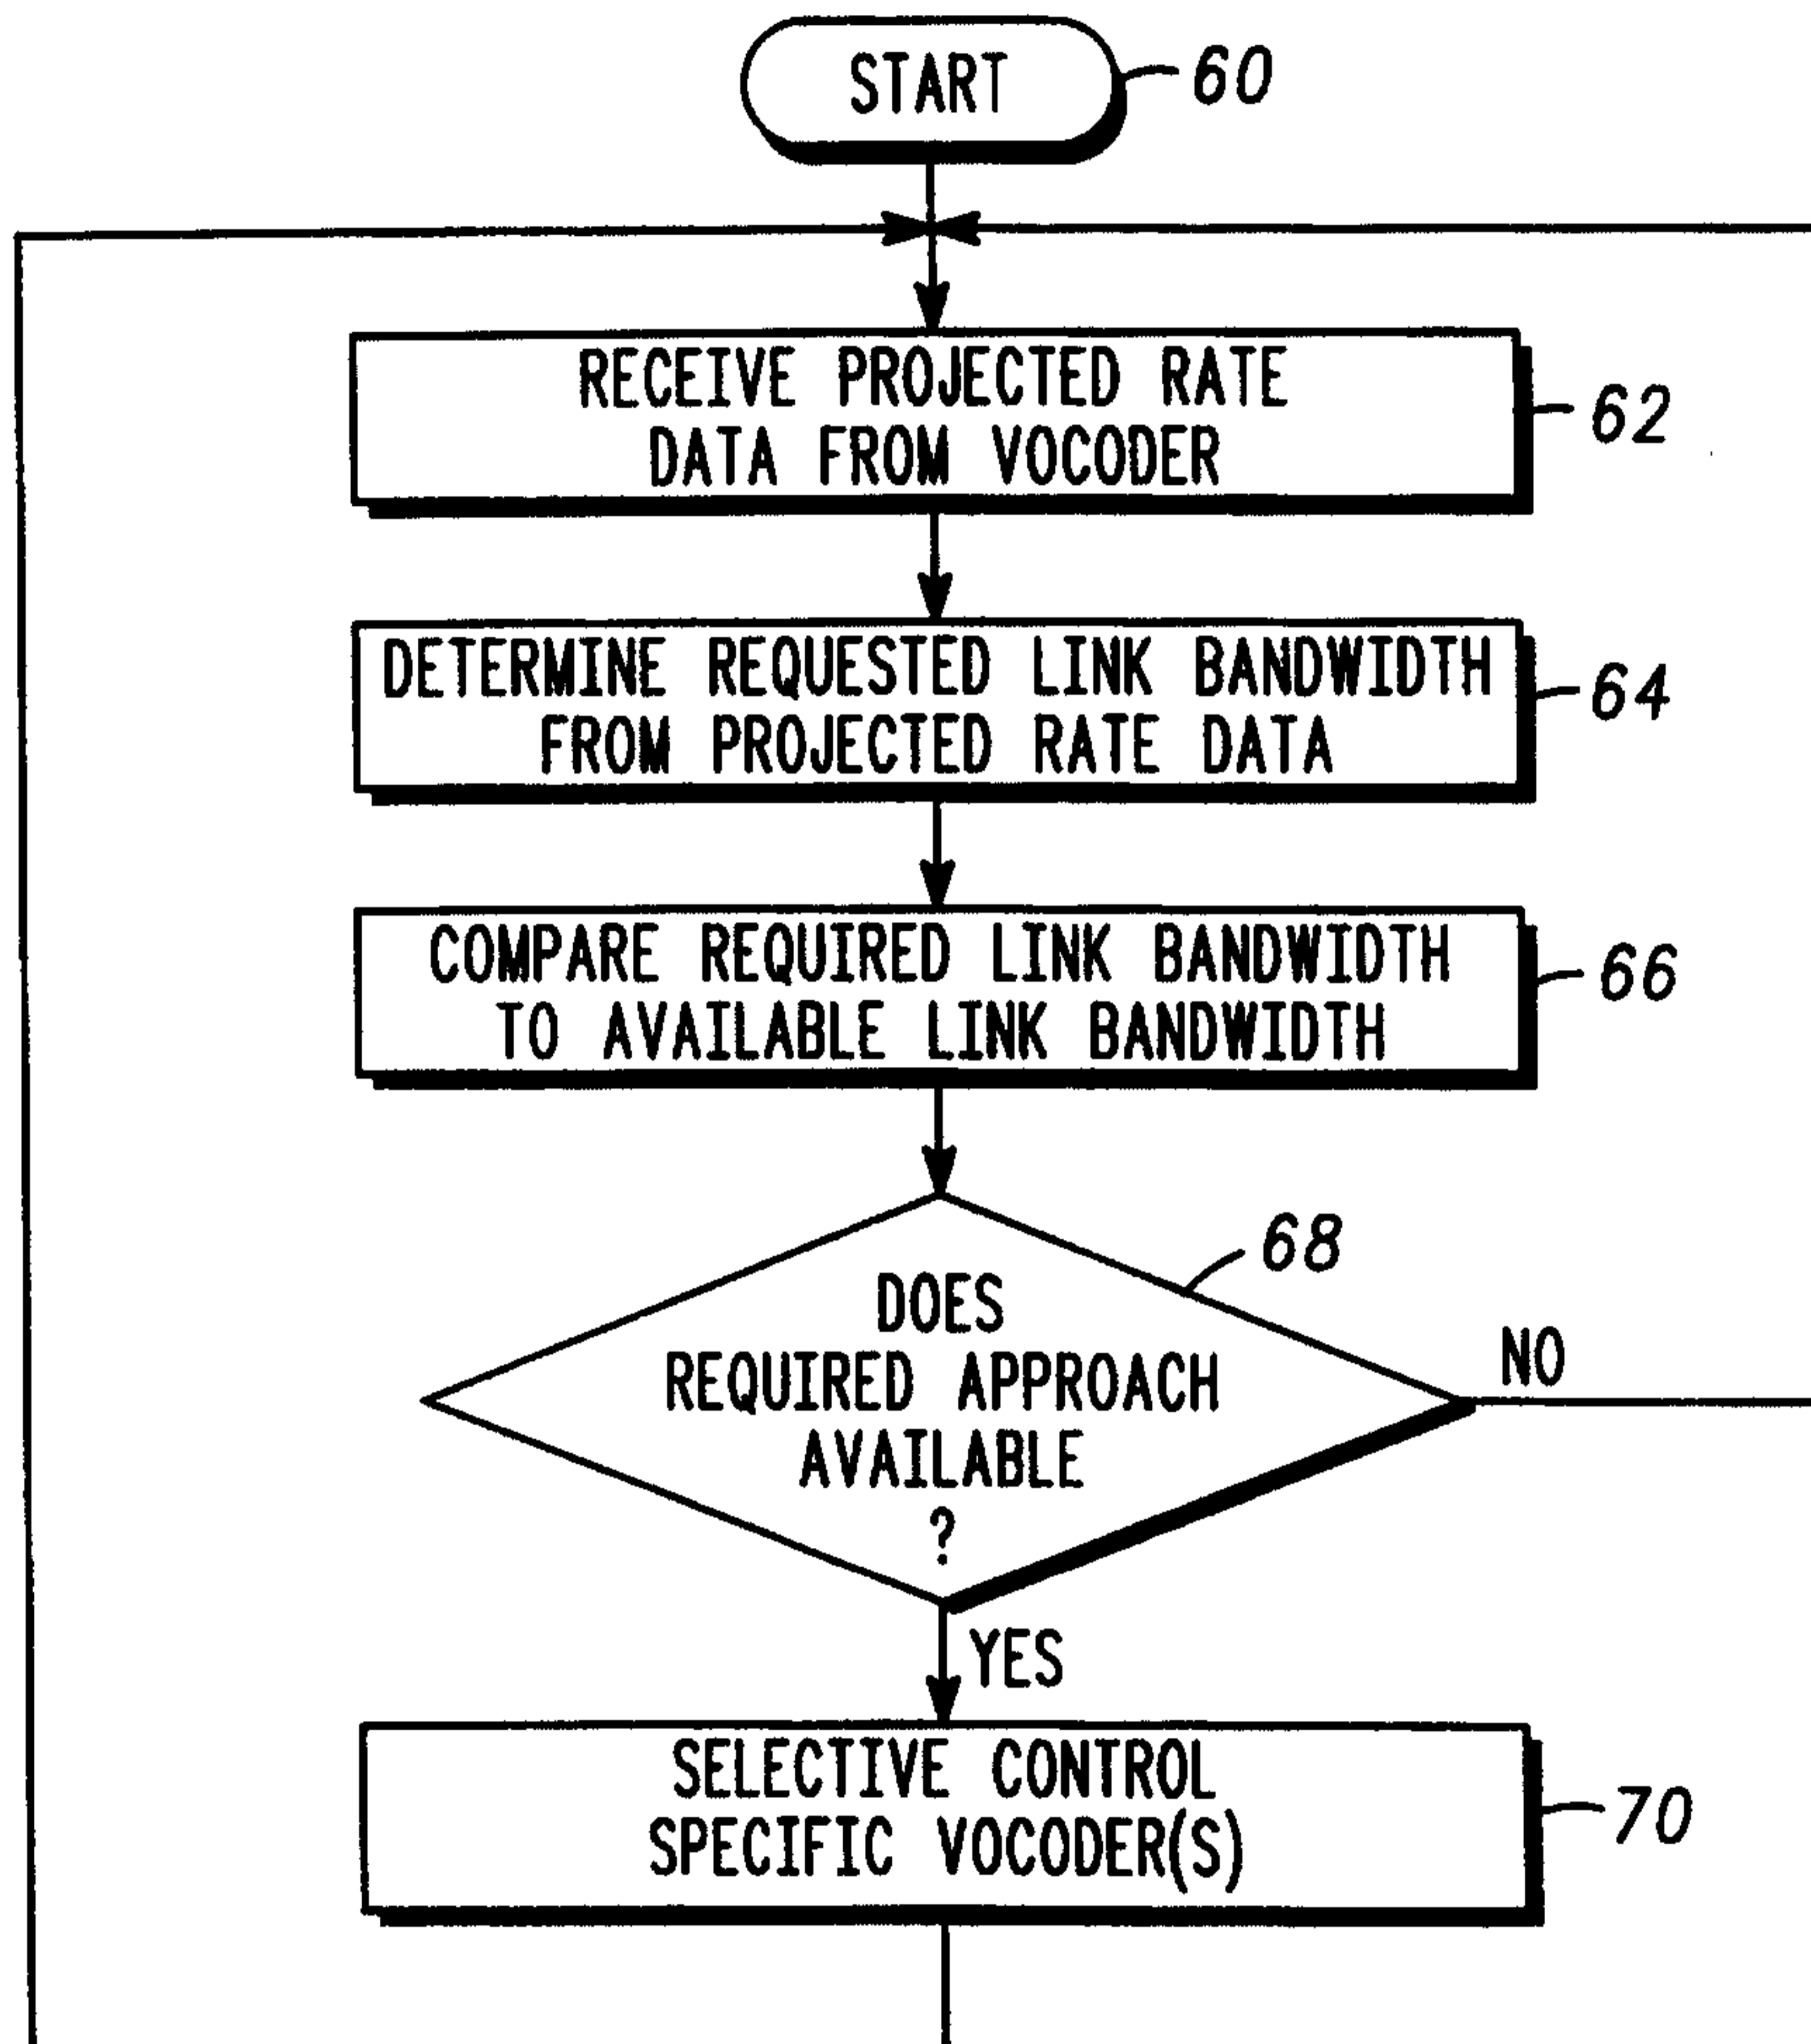 START
60
RECEIVE PROJECTED RATE
DATA FROM VOCODER
62
DETERMINE REQUESTED LINK BANDWIDTH
FROM PROJECTED RATE DATA
64
COMPARE REQUIRED LINK BANDWIDTH
TO AVAILABLE LINK BANDWIDTH
66
68
DOES
REQUIRED APPROACH
AVAILABLE
?
NO
YES
SELECTIVE CONTROL
SPECIFIC VOCODER(S)
70